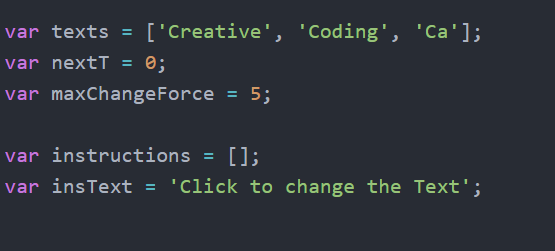 var texts = ['Creative', 'Coding', 'Ca'];
var nextT = 0;
var maxChangeForce = 5;
var instructions = [];
var insText = 'Click to change the Text';